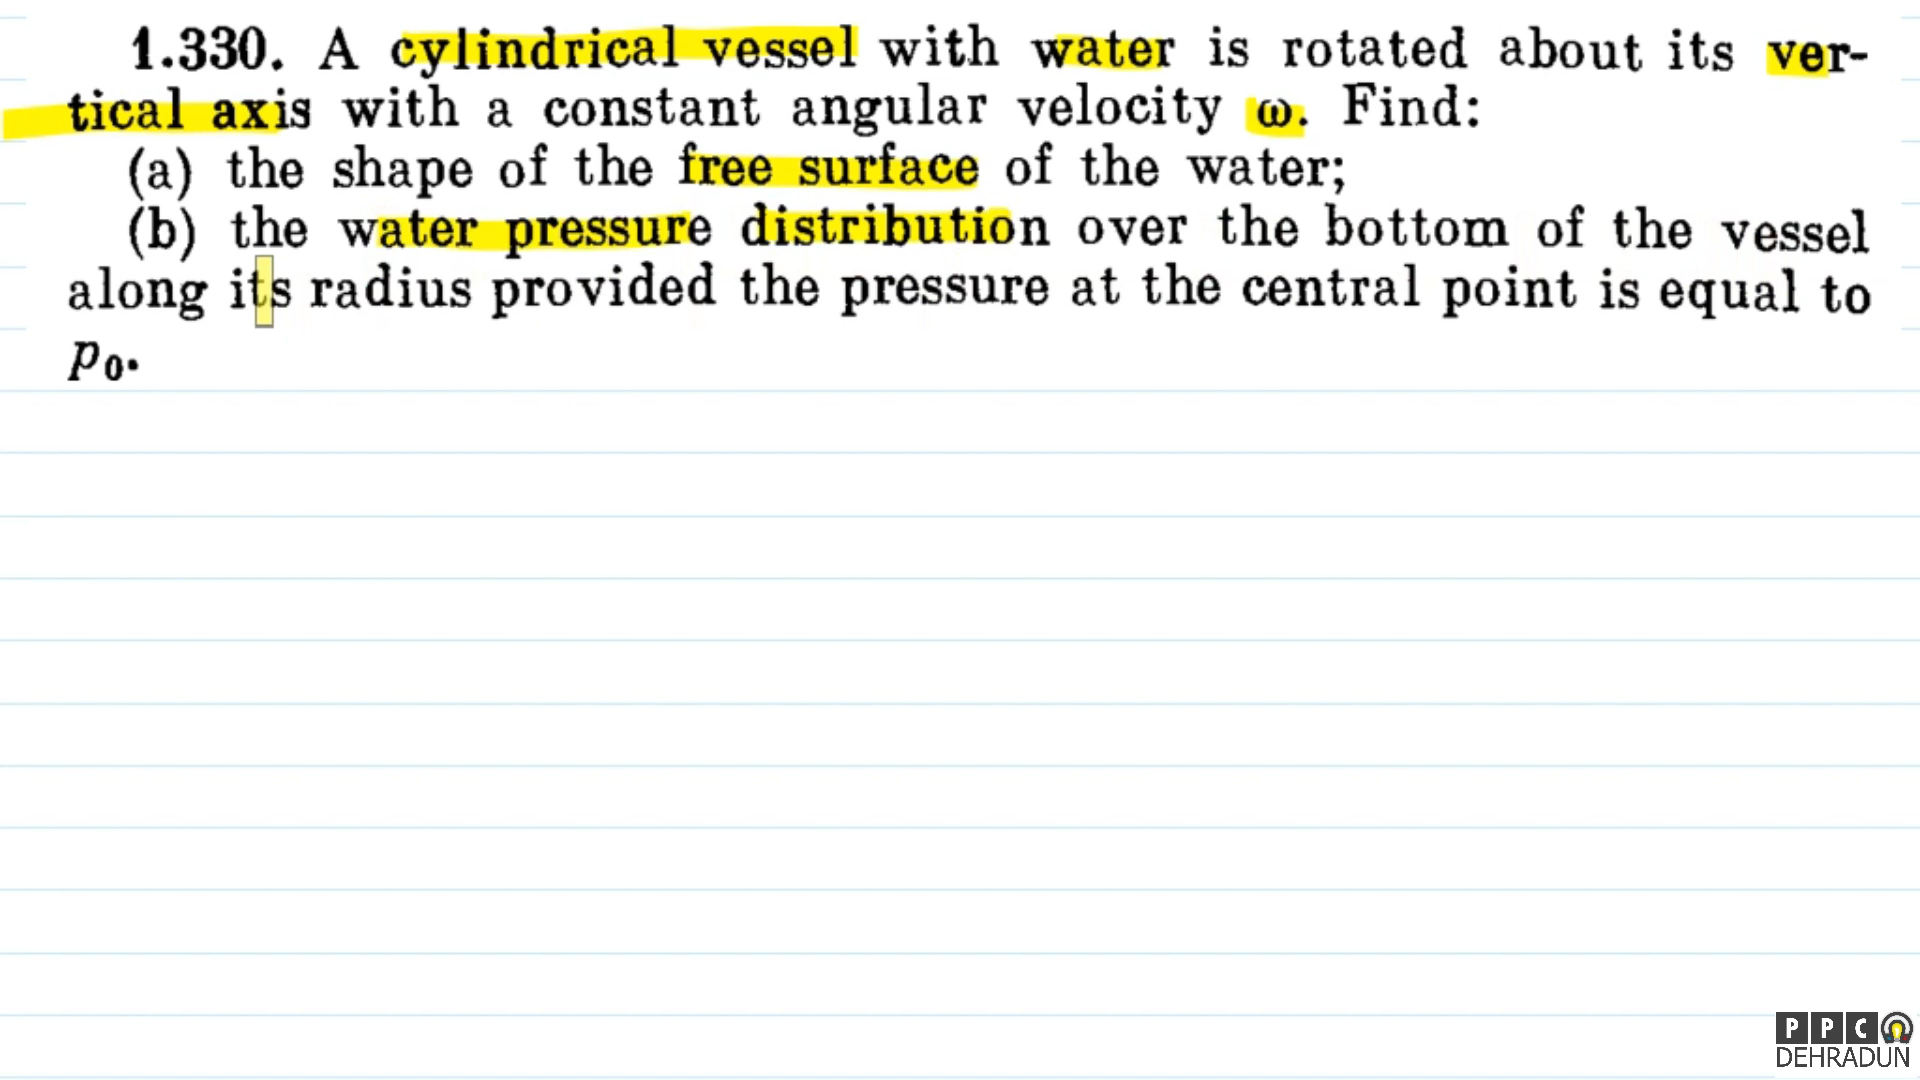 1.330. A cylindrical vessel with water is rotated about its ver-
tical axis with a constant angular velocity ω. Find:
(a) the shape of the free surface of the water;
(b) the water pressure distribution over the bottom of the vessel
along its radius provided the pressure at the central point is equal to
p₀.
PPC
DEHRADUN